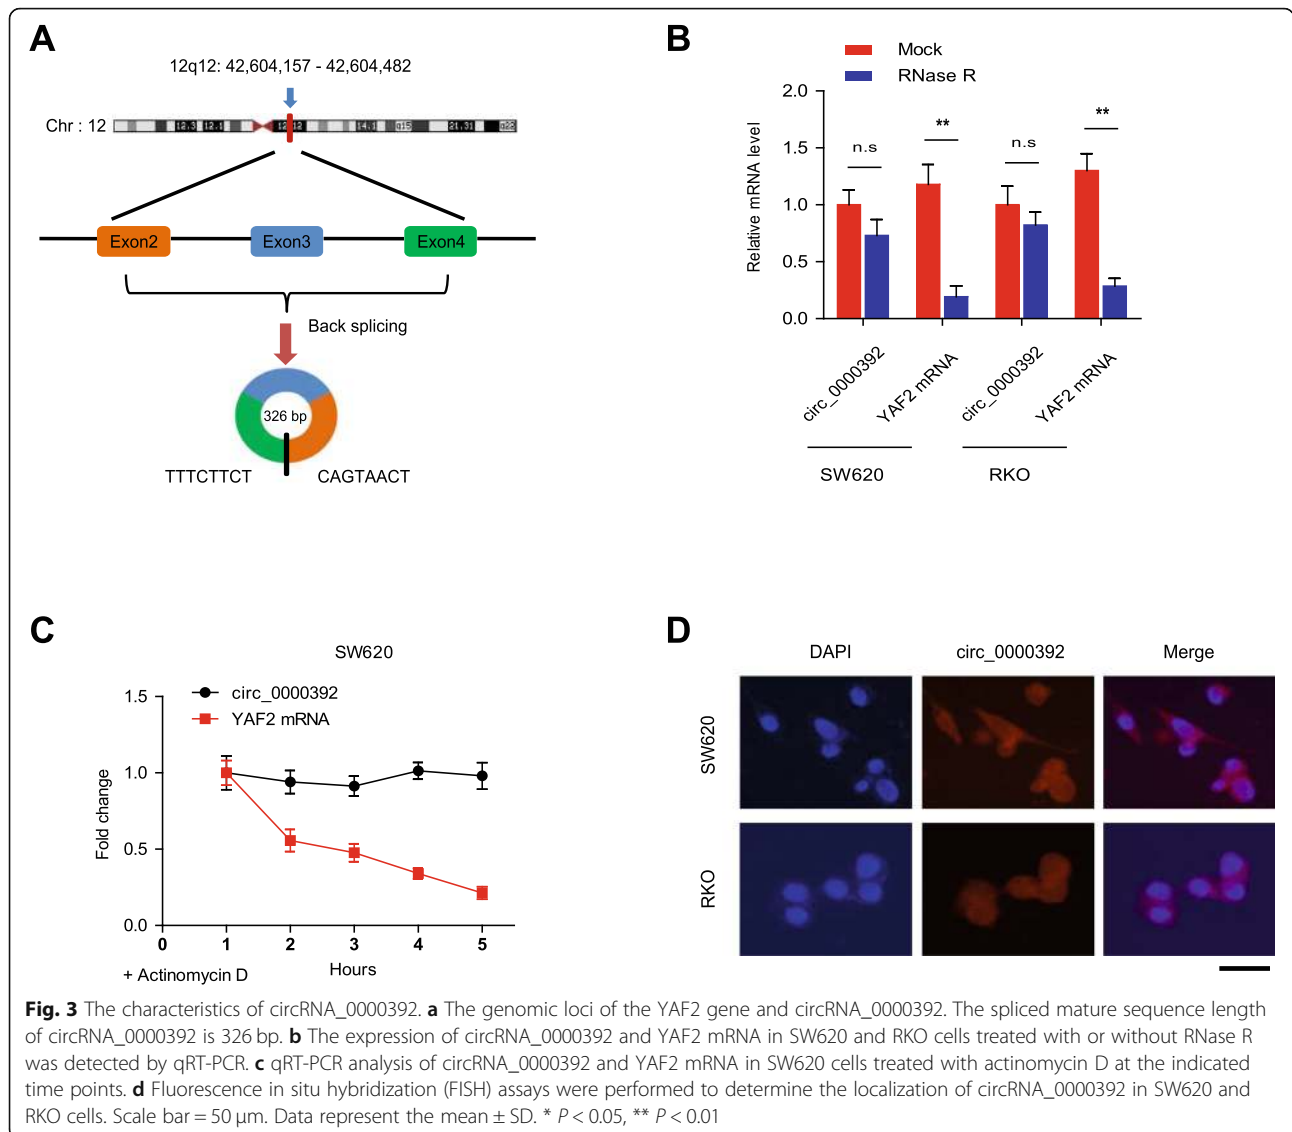 A
12q12: 42,604,157 - 42,604,482
Chr : 12
Exon2
Exon3
Exon4
Back splicing
326 bp
TTTCTTCT
CAGTAACT
B
Mock
RNase R
Relative mRNA level
2.0
1.5
1.0
0.5
0.0
n.s
**
n.s
**
circ_0000392
YAF2 mRNA
circ_0000392
YAF2 mRNA
SW620
RKO
C
SW620
circ_0000392
YAF2 mRNA
Fold change
1.5
1.0
0.5
0.0
0 1 2 3 4 5
+ Actinomycin D
Hours
D
DAPI circ_0000392 Merge
SW620
RKO
Fig. 3 The characteristics of circRNA_0000392. a The genomic loci of the YAF2 gene and circRNA_0000392. The spliced mature sequence length
of circRNA_0000392 is 326 bp. b The expression of circRNA_0000392 and YAF2 mRNA in SW620 and RKO cells treated with or without RNase R
was detected by qRT-PCR. c qRT-PCR analysis of circRNA_0000392 and YAF2 mRNA in SW620 cells treated with actinomycin D at the indicated
time points. d Fluorescence in situ hybridization (FISH) assays were performed to determine the localization of circRNA_0000392 in SW620 and
RKO cells. Scale bar = 50 μm. Data represent the mean ± SD. * P < 0.05, ** P < 0.01